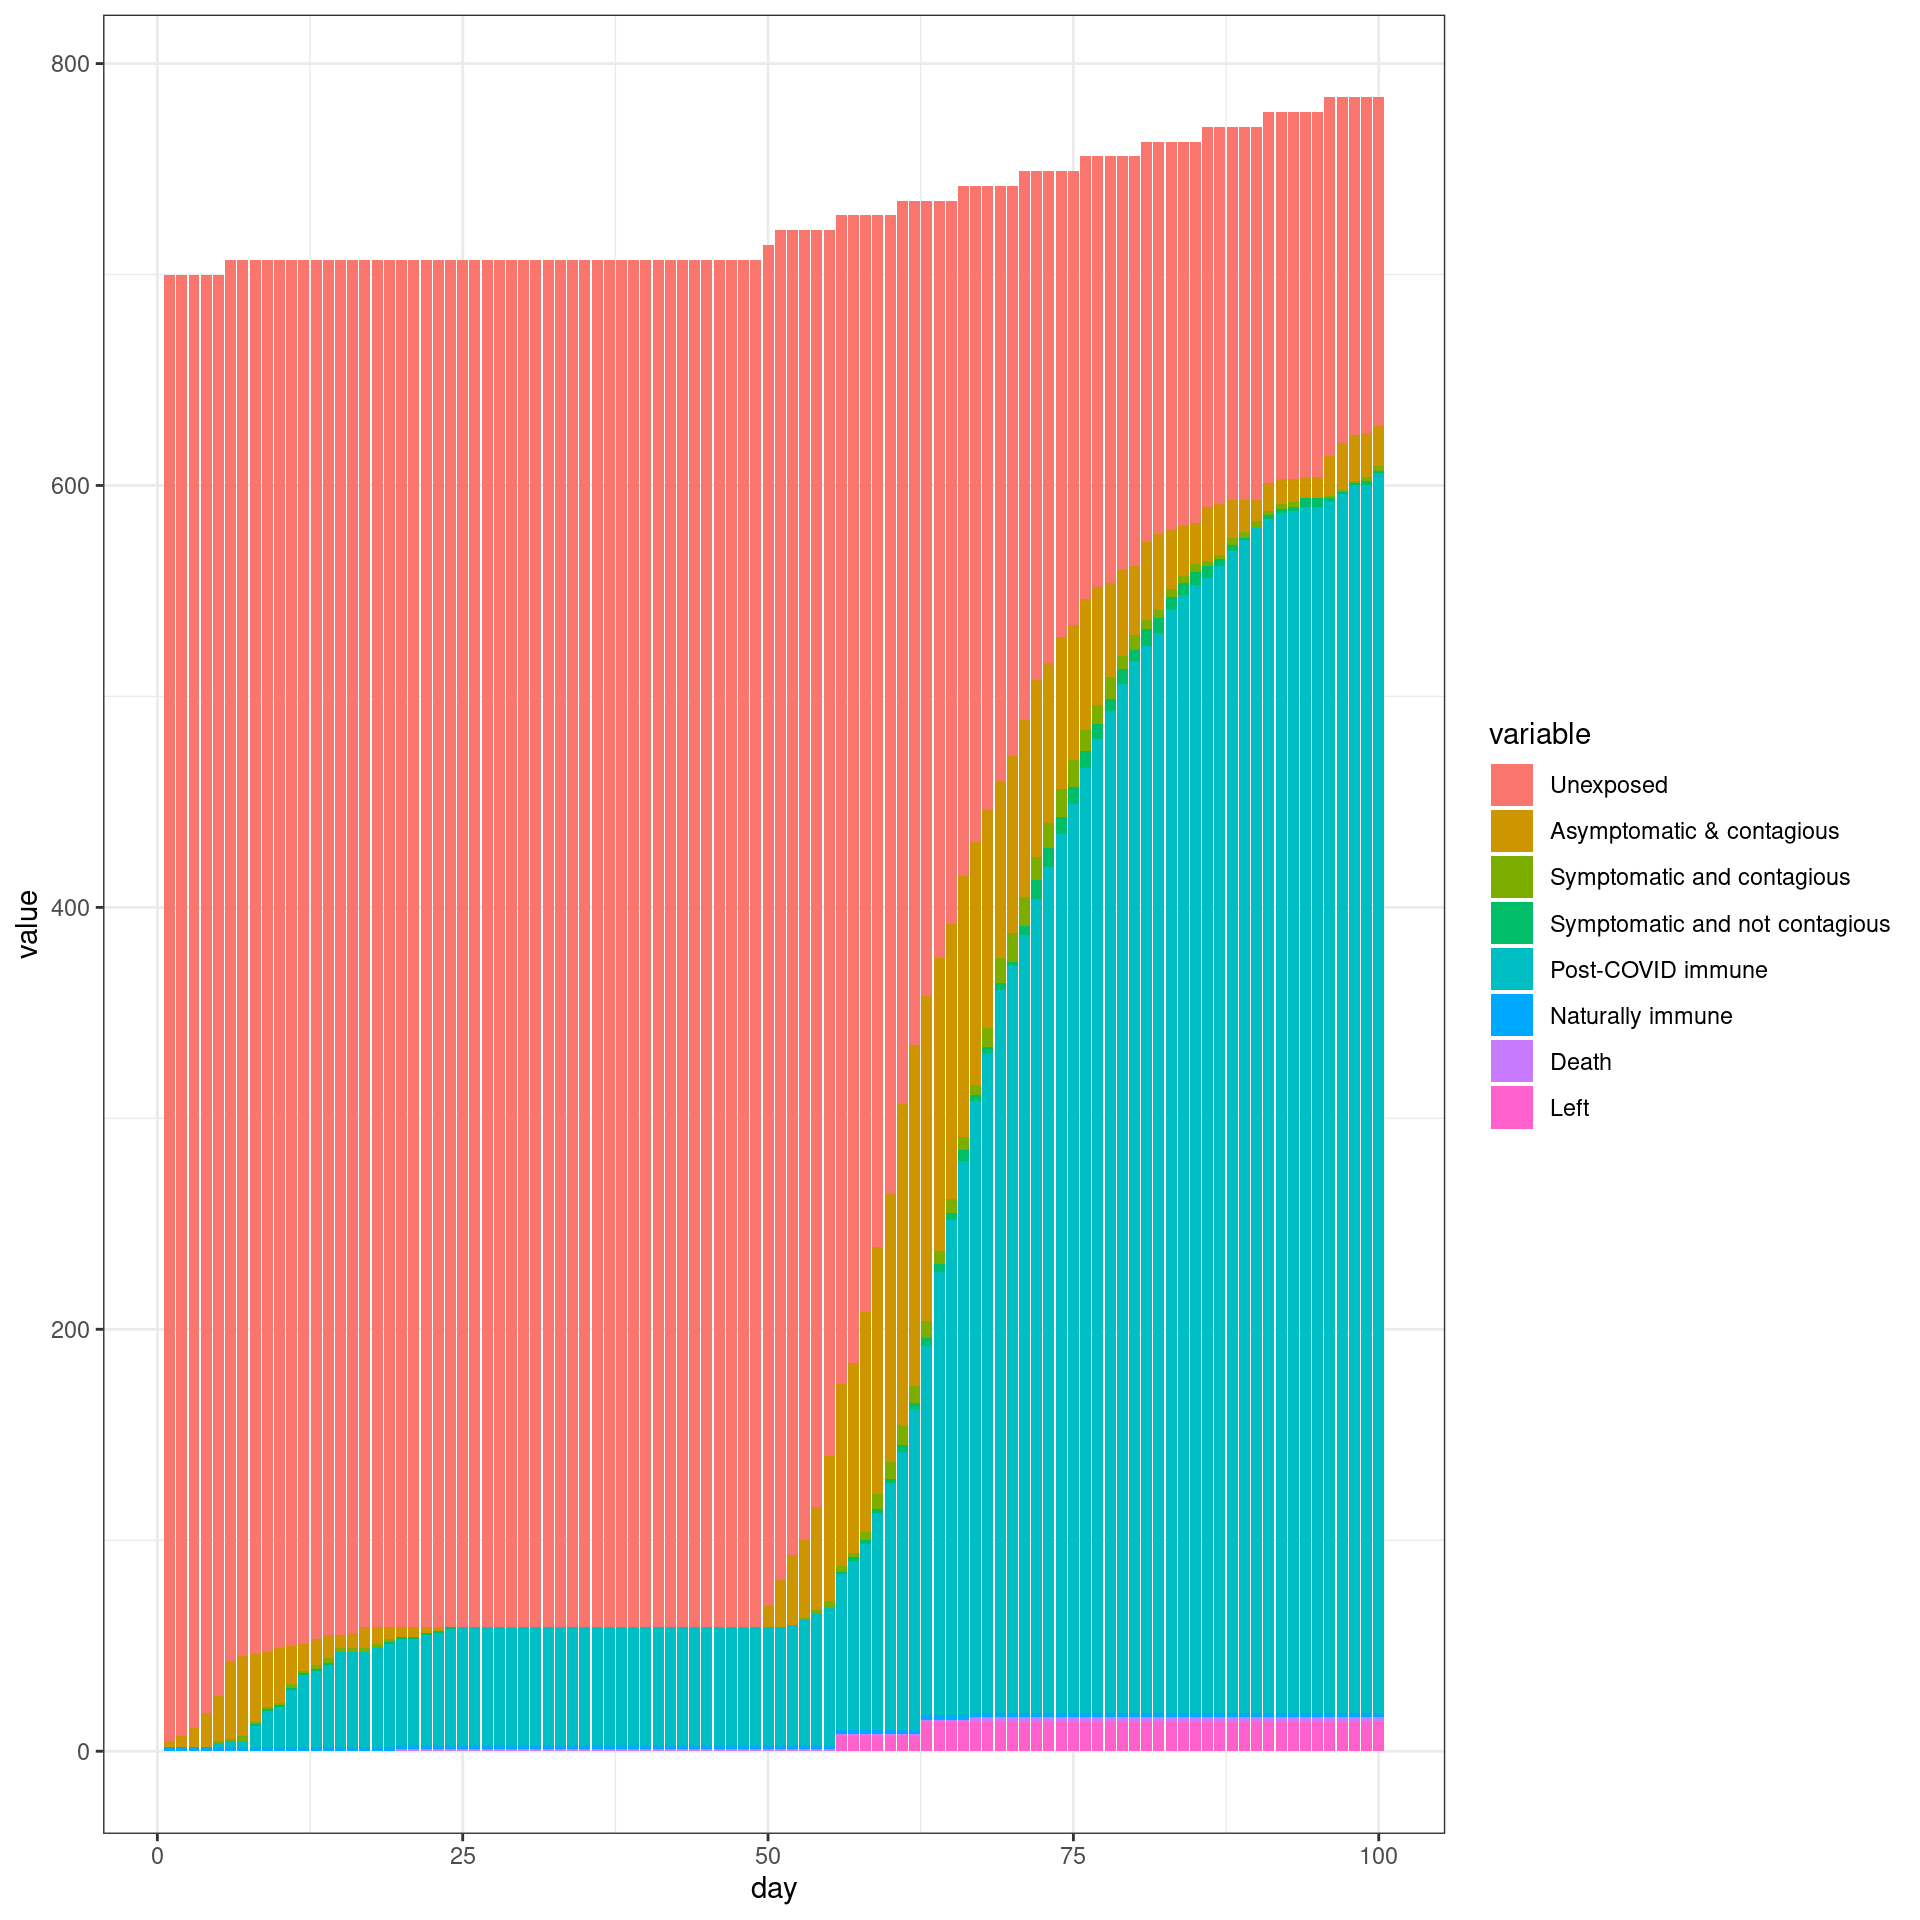 800
600
400
200
0
value
0 25 50 75 100
day
variable
Unexposed
Asymptomatic & contagious
Symptomatic and contagious
Symptomatic and not contagious
Post-COVID immune
Naturally immune
Death
Left